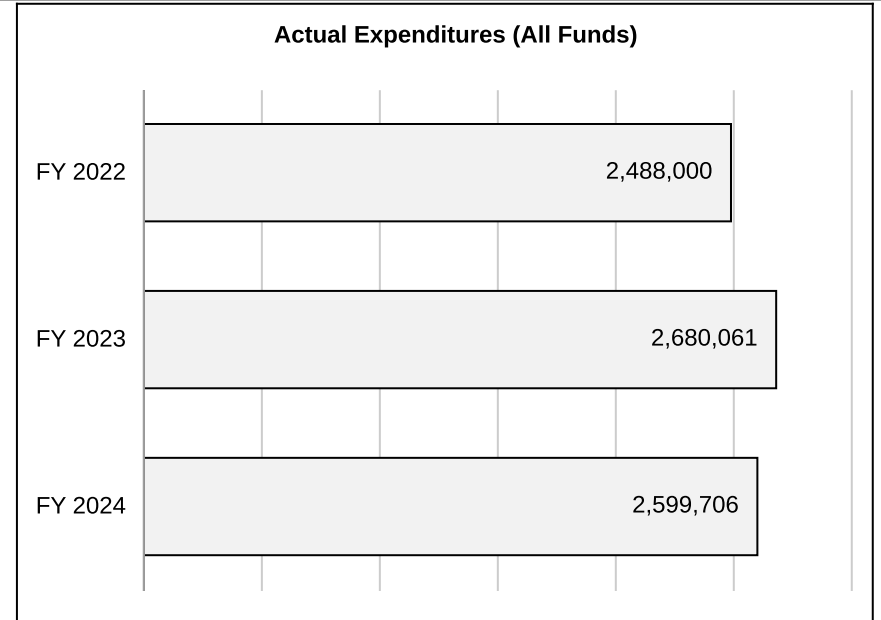 Actual Expenditures (All Funds)
FY 2022
2,488,000
FY 2023
2,680,061
FY 2024
2,599,706